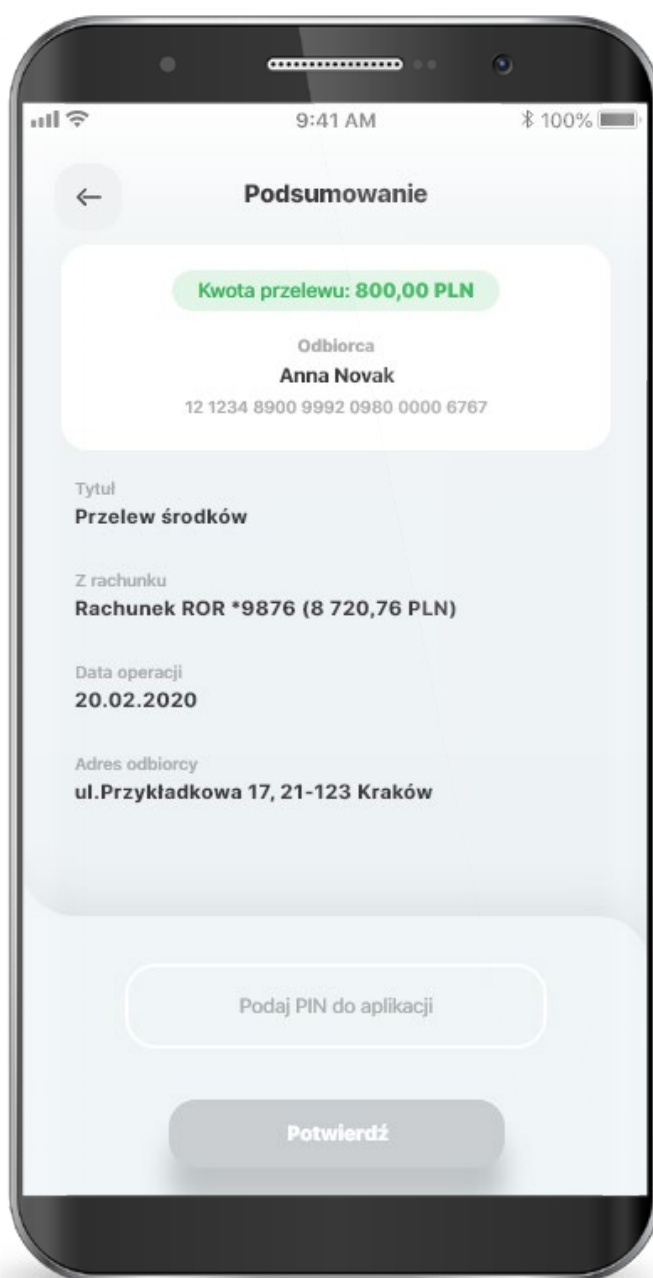 9:41 AM
100%
Podsumowanie
Kwota przelewu: 800,00 PLN
Odbiorca
Anna Novak
12 1234 8900 9992 0980 0000 6767
Tytuł
Przelew środków
Z rachunku
Rachunek ROR *9876 (8 720,76 PLN)
Data operacji
20.02.2020
Adres odbiorcy
ul.Przykładkowa 17, 21-123 Kraków
Podaj PIN do aplikacji
Potwierdź